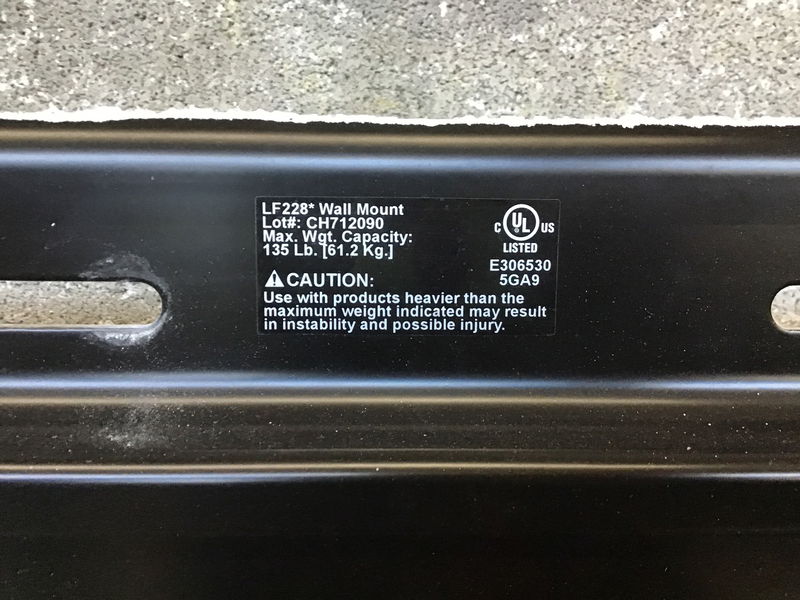 LF228* Wall Mount
Lot#: CH712090
Max. Wgt. Capacity:
135 Lb. [61.2 Kg.]
C UL US
LISTED
E306530
5GA9
CAUTION:
Use with products heavier than the
maximum weight indicated may result
in instability and possible injury.